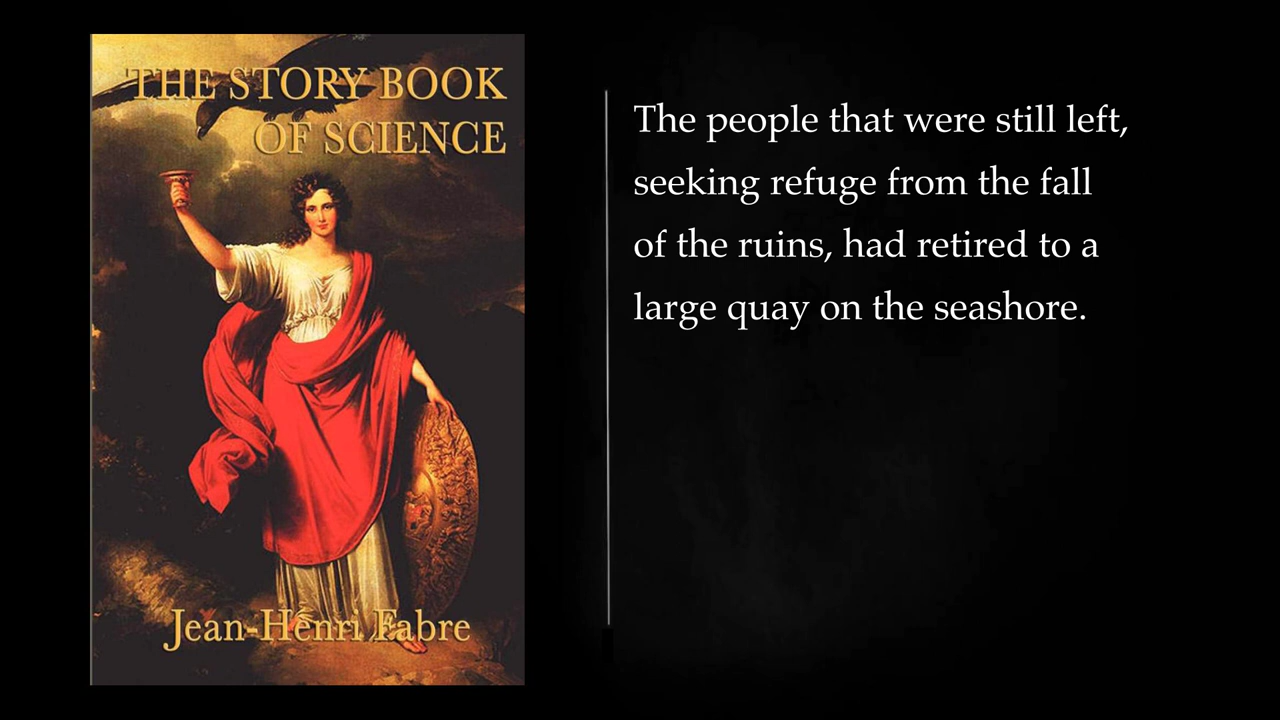 THE STORY BOOK
OF SCIENCE
Jean-Henri Fabre
The people that were still left,
seeking refuge from the fall
of the ruins, had retired to a
large quay on the seashore.